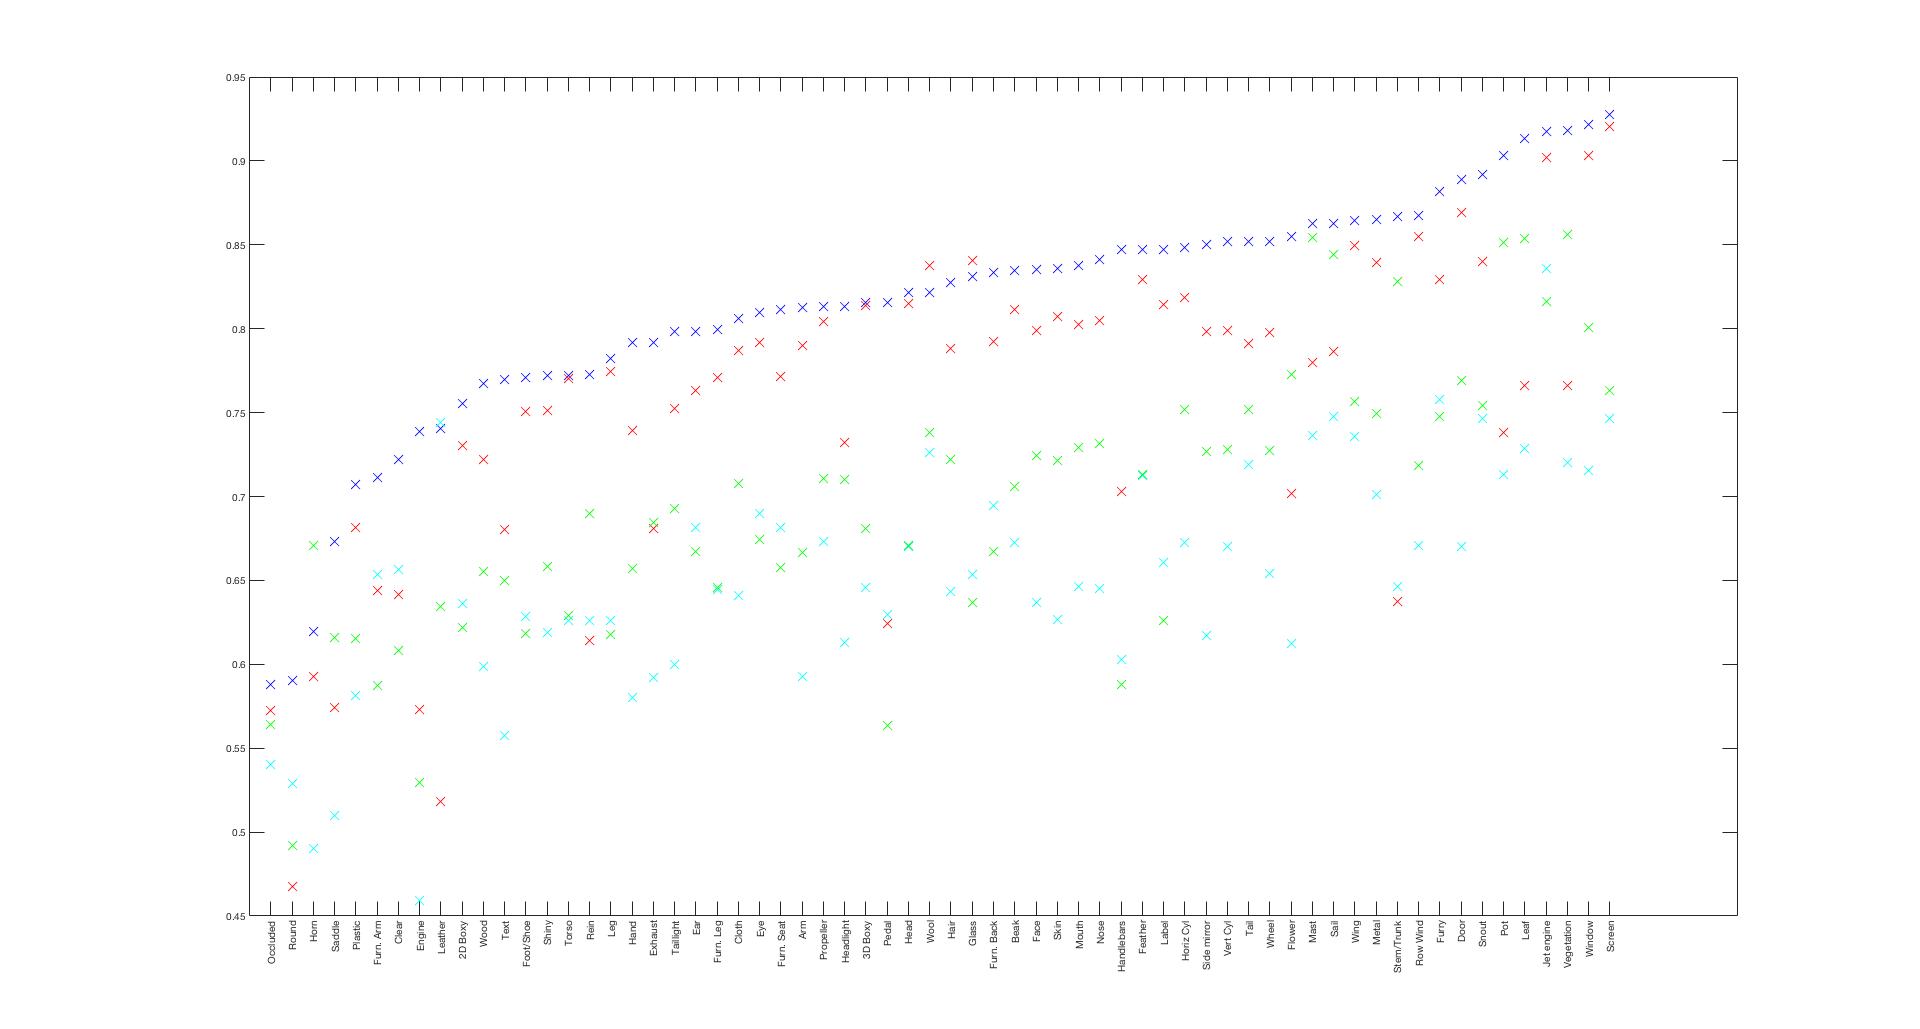 0.95
0.9
0.85
0.8
0.75
0.7
0.65
0.6
0.55
0.5
0.45
Occluded
Round
Horn
Saddle
Plastic
Furn. Arm
Clear
Engine
Leather
2D Boxy
Wood
Text
Foot/Shoe
Shiny
Torso
Rein
Leg
Hand
Exhaust
Taillight
Ear
Furn. Leg
Cloth
Eye
Furn. Seat
Arm
Propeller
Headlight
3D Boxy
Pedal
Head
Wool
Hair
Glass
Furn. Back
Beak
Face
Skin
Mouth
Nose
Handlebars
Feather
Label
Horiz Cyl
Side mirror
Vert Cyl
Tail
Wheel
Flower
Mast
Sail
Wing
Metal
Stem/Trunk
Row Wind
Furry
Door
Snout
Pot
Leaf
Jet engine
Vegetation
Window
Screen